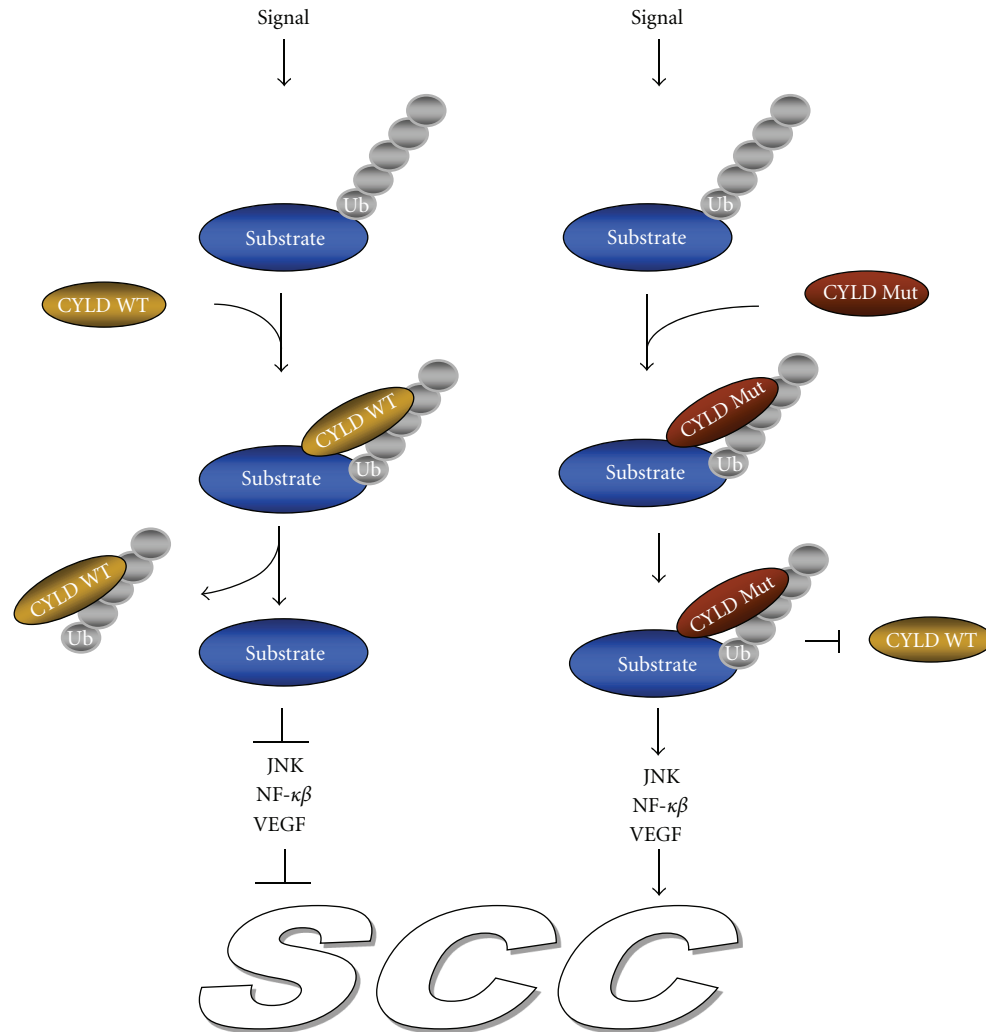 Signal
Signal
Ub
Substrate
Ub
Substrate
CYLD WT
CYLD Mut
CYLD WT
Ub
Substrate
CYLD Mut
Ub
Substrate
CYLD WT
Ub
Substrate
CYLD Mut
Ub
Substrate
CYLD WT
JNK
NF-κβ
VEGF
JNK
NF-κβ
VEGF
SCC